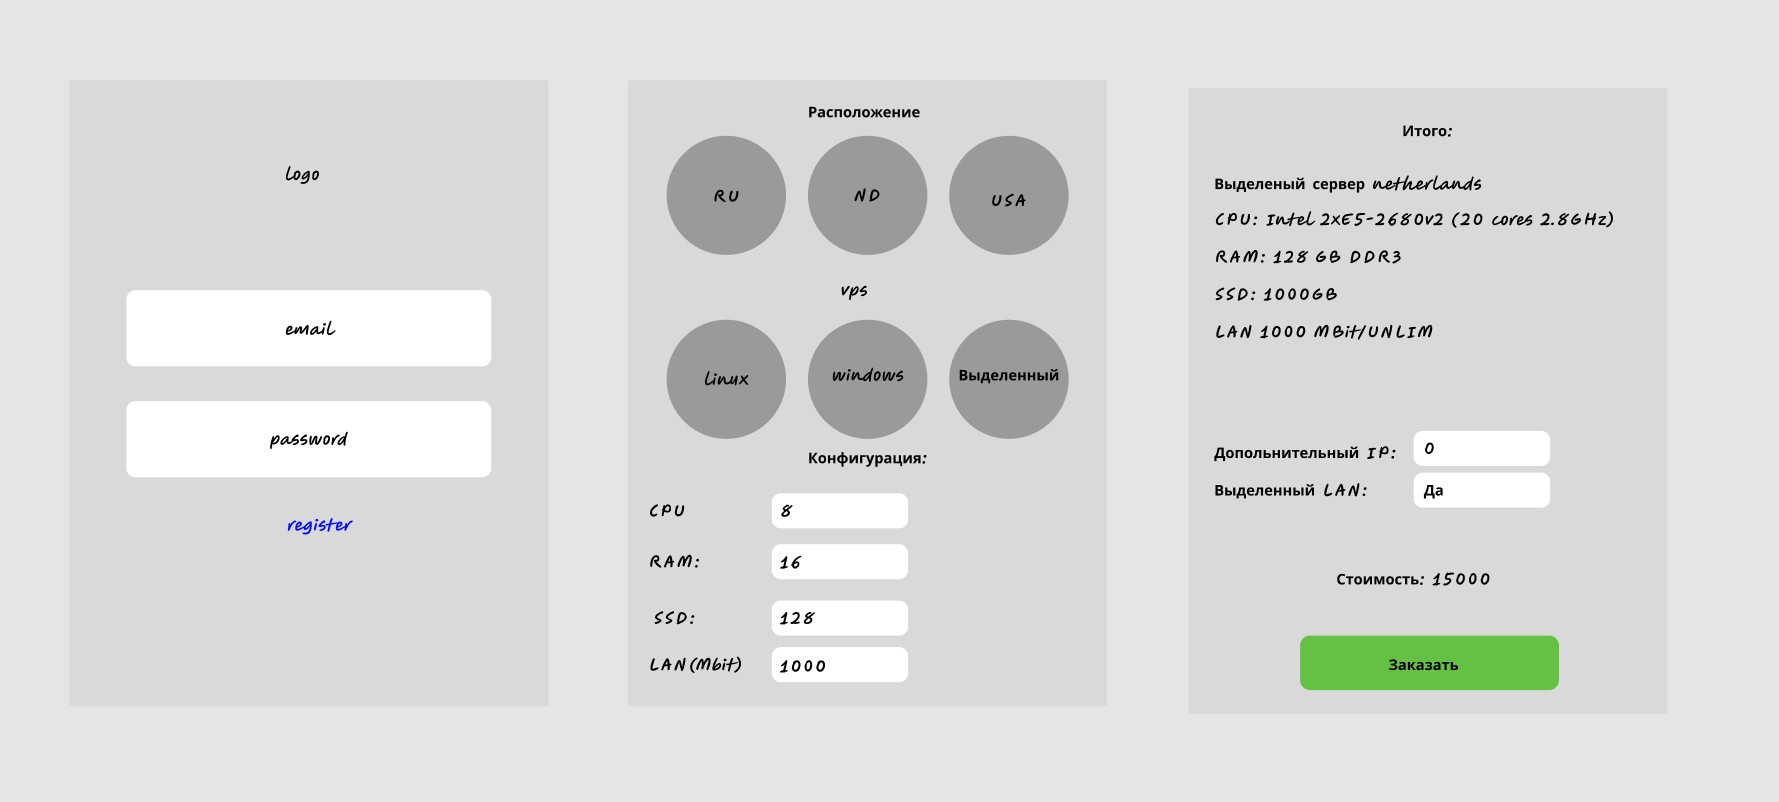 logo
email
password
register
Расположение
RU
ND
USA
vps
linux
windows
Выделенный
Конфигурация:
CPU
8
RAM:
16
SSD:
128
LAN(Mbit)
1000
Итого:
Выделеный сервер netherlands
CPU: Intel 2xE5-2680v2 (20 cores 2.8GHz)
RAM: 128 GB DDR3
SSD: 1000GB
LAN 1000 MBit/UNLIM
Допольнительный IP:
0
Выделенный LAN:
Да
Стоимость: 15000
Заказать